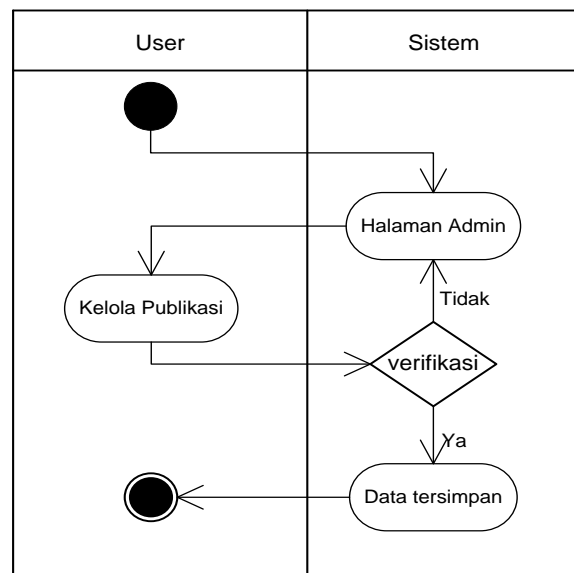 User
Sistem
Halaman Admin
Kelola Publikasi
Tidak
verifikasi
Ya
Data tersimpan